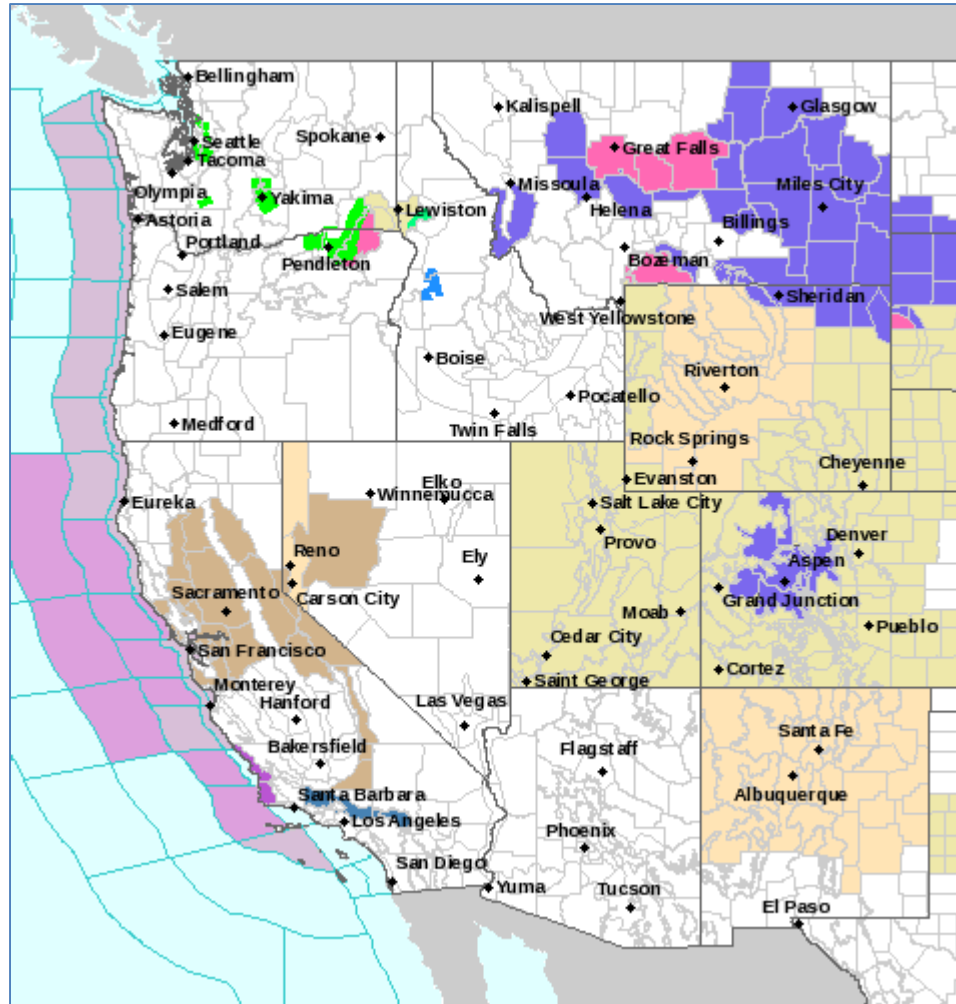 Bellingham
Kalispell
Glasgow
Seattle
Spokane
Great Falls
Tacoma
Missoula
Miles City
Olympia
Yakima
Lewiston
Helena
Astoria
Billings
Portland
Pendleton
Bozeman
Salem
Sheridan
West Yellowstone
Eugene
Boise
Riverton
Pocatello
Medford
Twin Falls
Rock Springs
Cheyenne
Elko
Evanston
Eureka
Winnemucca
Salt Lake City
Provo
Denver
Reno
Ely
Aspen
Sacramento
Carson City
Grand Junction
Moab
Pueblo
San Francisco
Cedar City
Cortez
Saint George
Monterey
Hanford
Las Vegas
Santa Fe
Bakersfield
Flagstaff
Albuquerque
Santa Barbara
Los Angeles
Phoenix
San Diego
Yuma
Tucson
El Paso